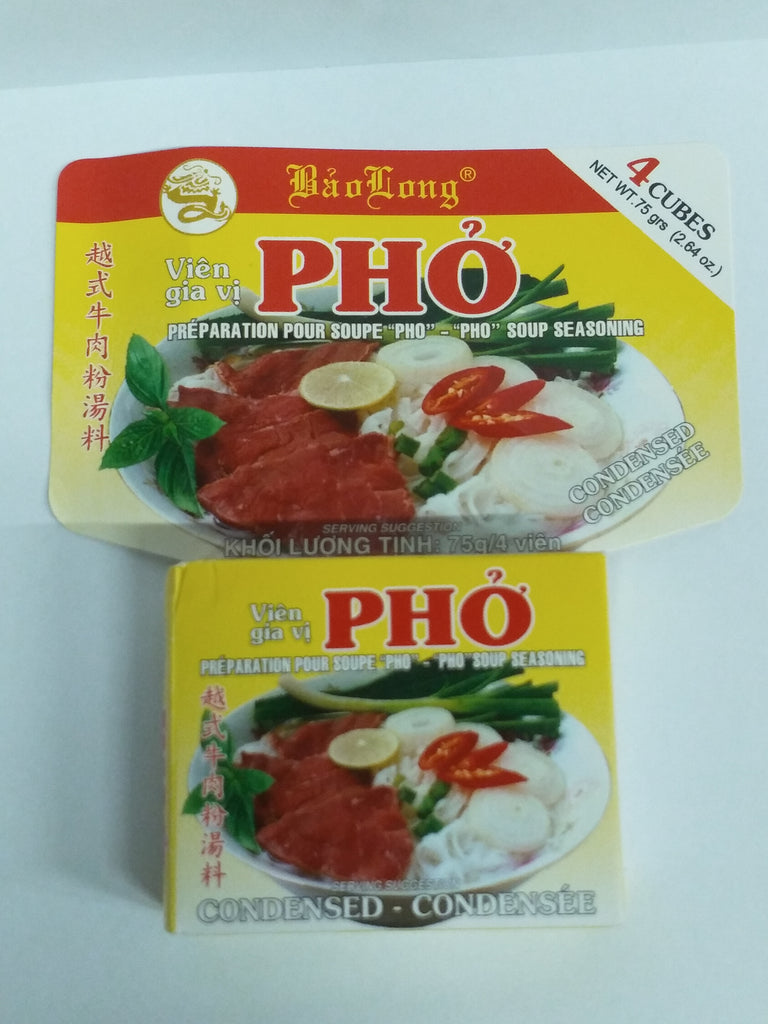 BảoLong®
4 CUBES
NET WT.75 grs (2.64 oz.)
Viên
gia vị
PHỞ
PRÉPARATION POUR SOUPE "PHO" - "PHO" SOUP SEASONING
越式牛肉粉湯料
CONDENSED
CONDENSÉE
SERVING SUGGESTION
KHỐI LƯỢNG TỊNH: 75g/4 viên
Viên
gia vị
PHỞ
PRÉPARATION POUR SOUPE "PHO" - "PHO" SOUP SEASONING
越式牛肉粉湯料
SERVING SUGGESTION
CONDENSED - CONDENSÉE